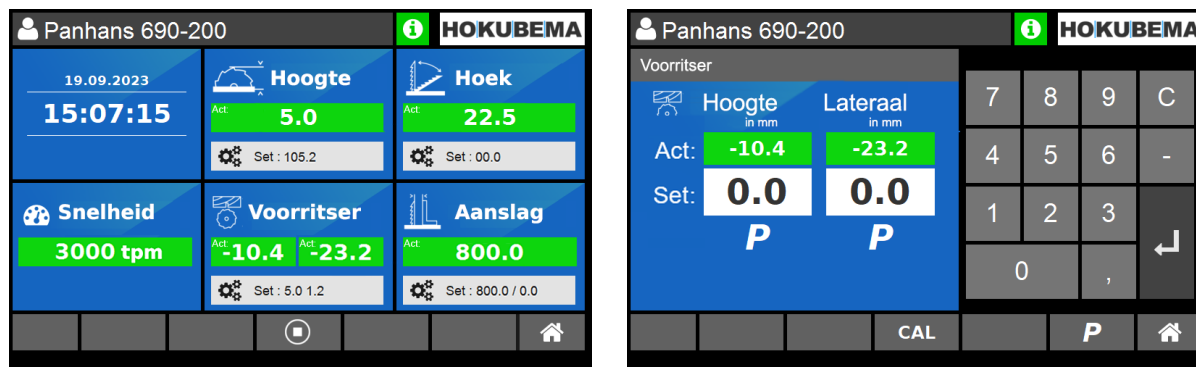 Panhans 690-200
i
HOKUBEMA
19.09.2023
15:07:15
Hoogte
Act:
5.0
Set : 105.2
Hoek
Act:
22.5
Set : 00.0
Snelheid
3000 tpm
Voorritser
Act: -10.4 Act: -23.2
Set : 5.0 1.2
Aanslag
Act:
800.0
Set : 800.0 / 0.0
Panhans 690-200
i
HOKUBEMA
Voorritser
Hoogte Lateraal
in mm in mm
Act: -10.4 -23.2
Set: 0.0 0.0
P P
7 8 9 C
4 5 6 -
1 2 3
0 ,
CAL P